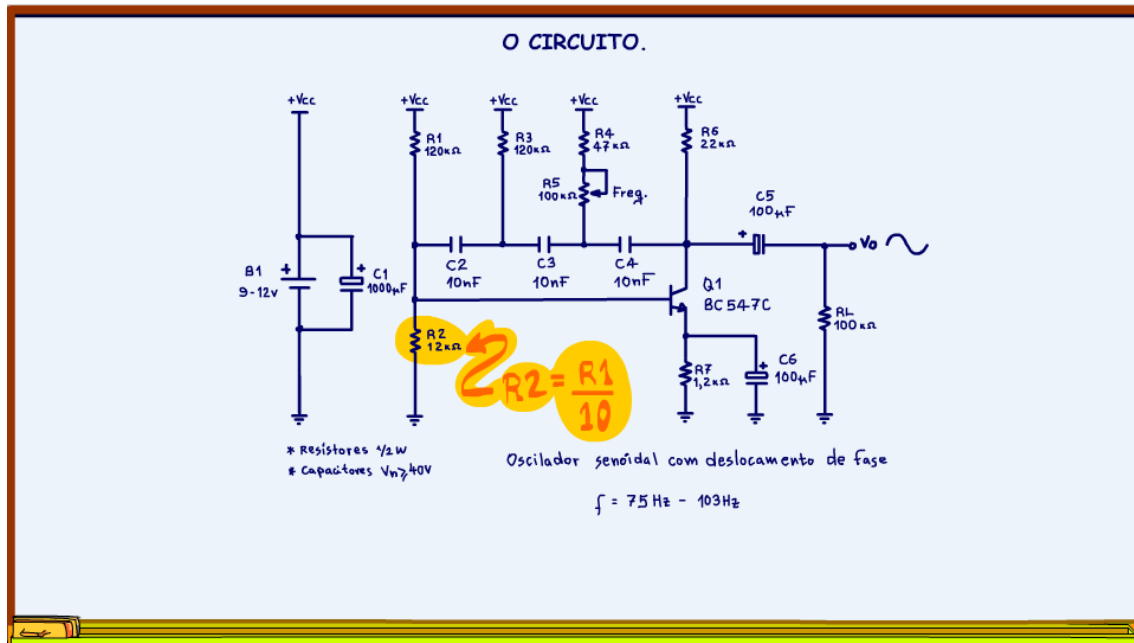 O CIRCUITO.
+Vcc
+Vcc
+Vcc
+Vcc
+Vcc
R1
120kΩ
R3
120kΩ
R4
47kΩ
R6
22kΩ
R5
100kΩ
Freq.
C5
100µF
+
Vo
B1
9-12v
+
+
C1
1000µF
C2
10nF
C3
10nF
C4
10nF
Q1
BC547C
RL
100kΩ
R2
12kΩ
R2 = R1
10
R7
1,2kΩ
+
C6
100µF
* Resístores 1/2W
* Capacitores Vn≥40V
Oscilador senoidal com deslocamento de fase
f = 75Hz - 103Hz